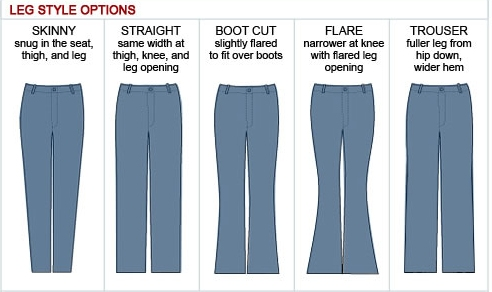 LEG STYLE OPTIONS
SKINNY
snug in the seat,
thigh, and leg
STRAIGHT
same width at
thigh, knee, and
leg opening
BOOT CUT
slightly flared
to fit over boots
FLARE
narrower at knee
with flared leg
opening
TROUSER
fuller leg from
hip down,
wider hem